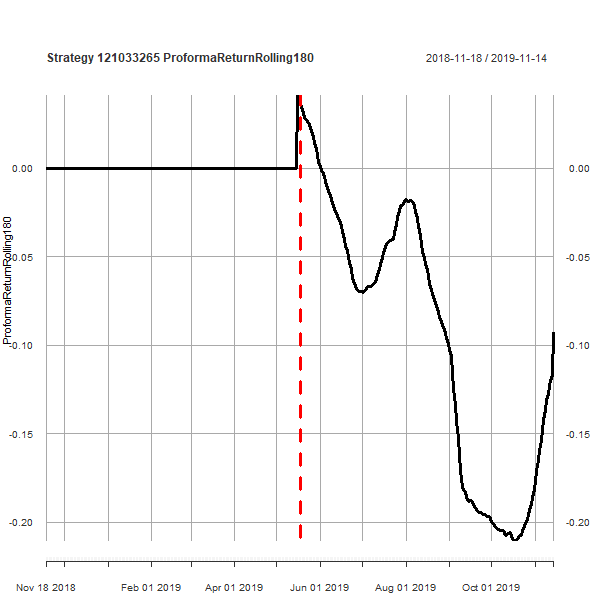 Strategy 121033265 ProformaReturnRolling180
2018-11-18 / 2019-11-14
ProformaReturnRolling180
0.00
0.00
-0.05
-0.05
-0.10
-0.10
-0.15
-0.15
-0.20
-0.20
Nov 18 2018
Feb 01 2019
Apr 01 2019
Jun 01 2019
Aug 01 2019
Oct 01 2019